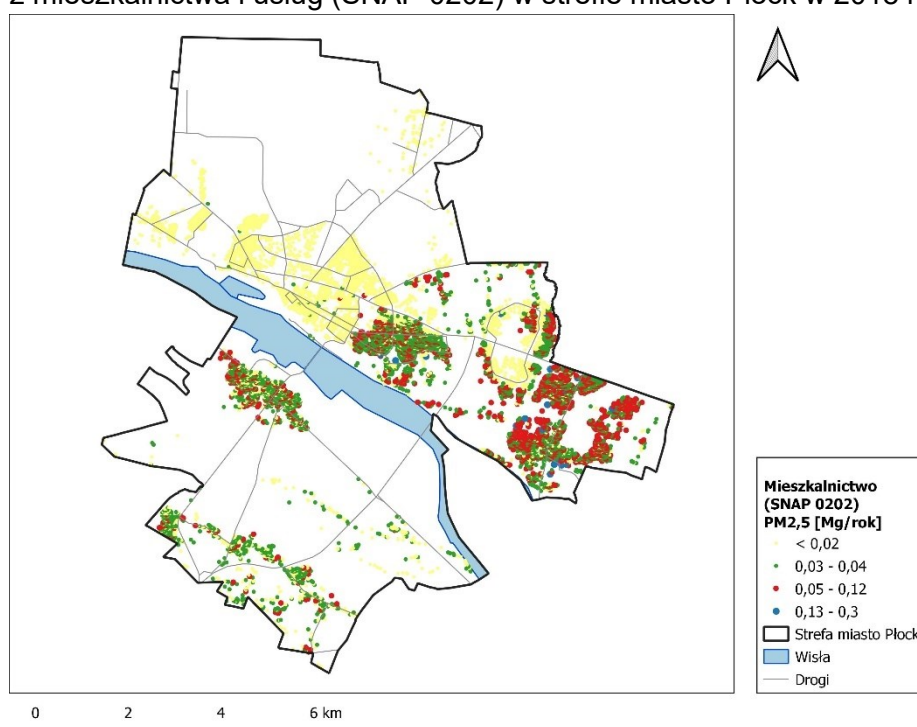 z mieszkalnictwa i usług (SNAP 0202) w strefie miasto Płock w 2018 r
Mieszkalnictwo
(SNAP 0202)
PM2,5 [Mg/rok]
< 0,02
0,03 - 0,04
0,05 - 0,12
0,13 - 0,3
Strefa miasto Płock
Wisła
Drogi
0 2 4 6 km